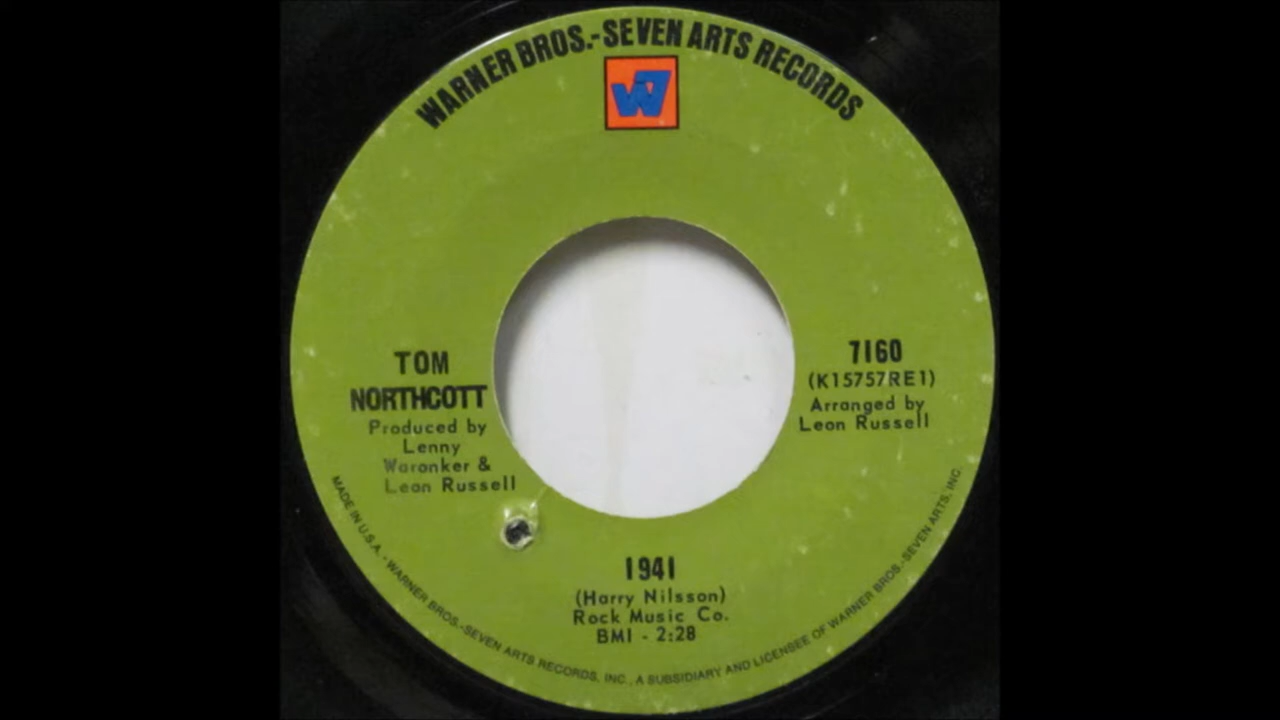 WARNER BROS.-SEVEN ARTS RECORDS
W7
TOM
NORTHCOTT
Produced by
Lenny
Waronker &
Leon Russell
7160
(K15757RE1)
Arranged by
Leon Russell
1941
(Harry Nilsson)
Rock Music Co.
BMI - 2:28
MADE IN U.S.A. - WARNER BROS.-SEVEN ARTS RECORDS, INC., A SUBSIDIARY AND LICENSEE OF WARNER BROS.-SEVEN ARTS, INC.